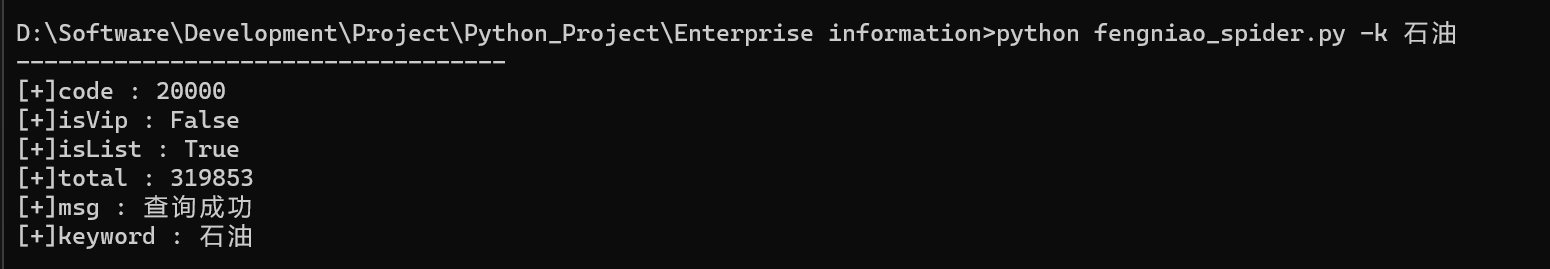 D:\Software\Development\Project\Python_Project\Enterprise information>python fengniao_spider.py -k 石油
-----------------------------------
[+]code : 20000
[+]isVip : False
[+]isList : True
[+]total : 319853
[+]msg : 查询成功
[+]keyword : 石油